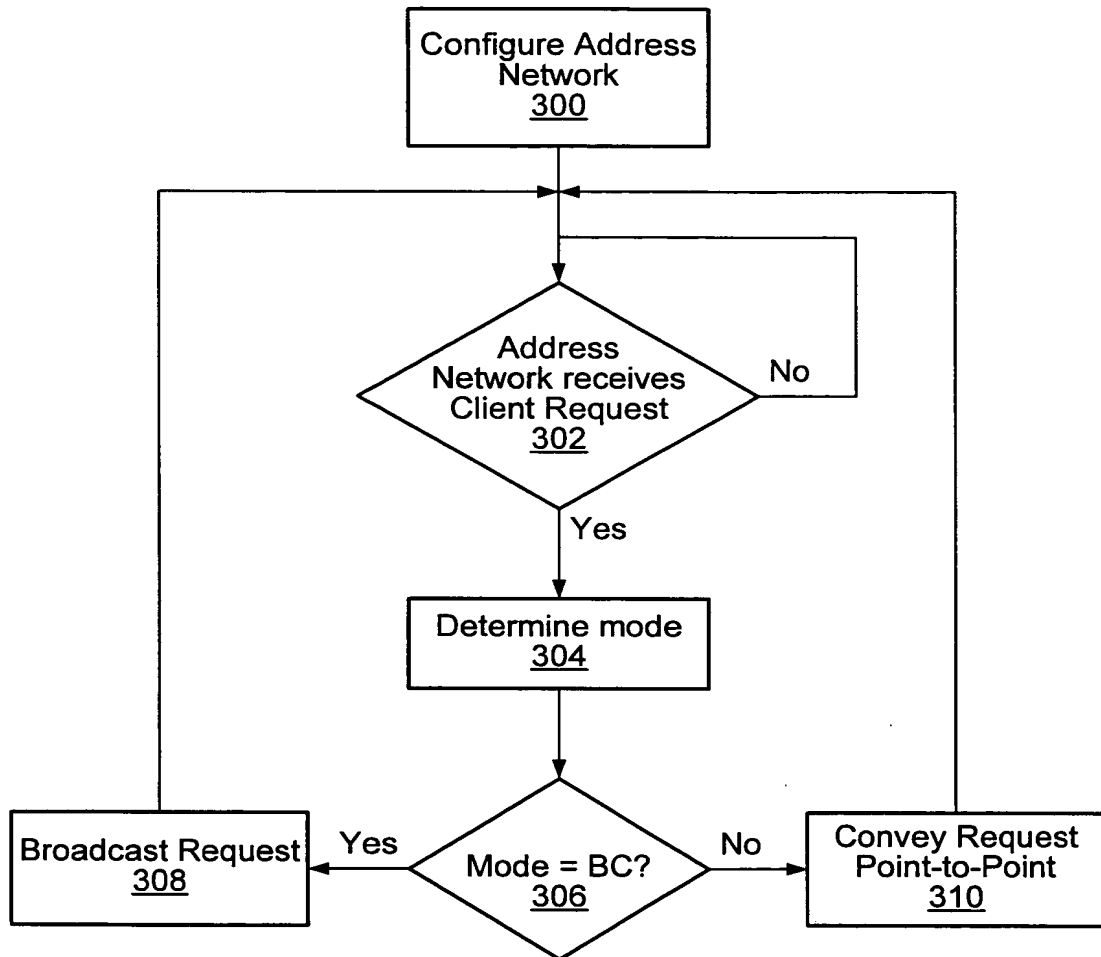 Configure Address
Network
300
Address
Network receives
Client Request
302
No
Yes
Determine mode
304
Broadcast Request
308
Yes
Mode = BC?
306
No
Convey Request
Point-to-Point
310